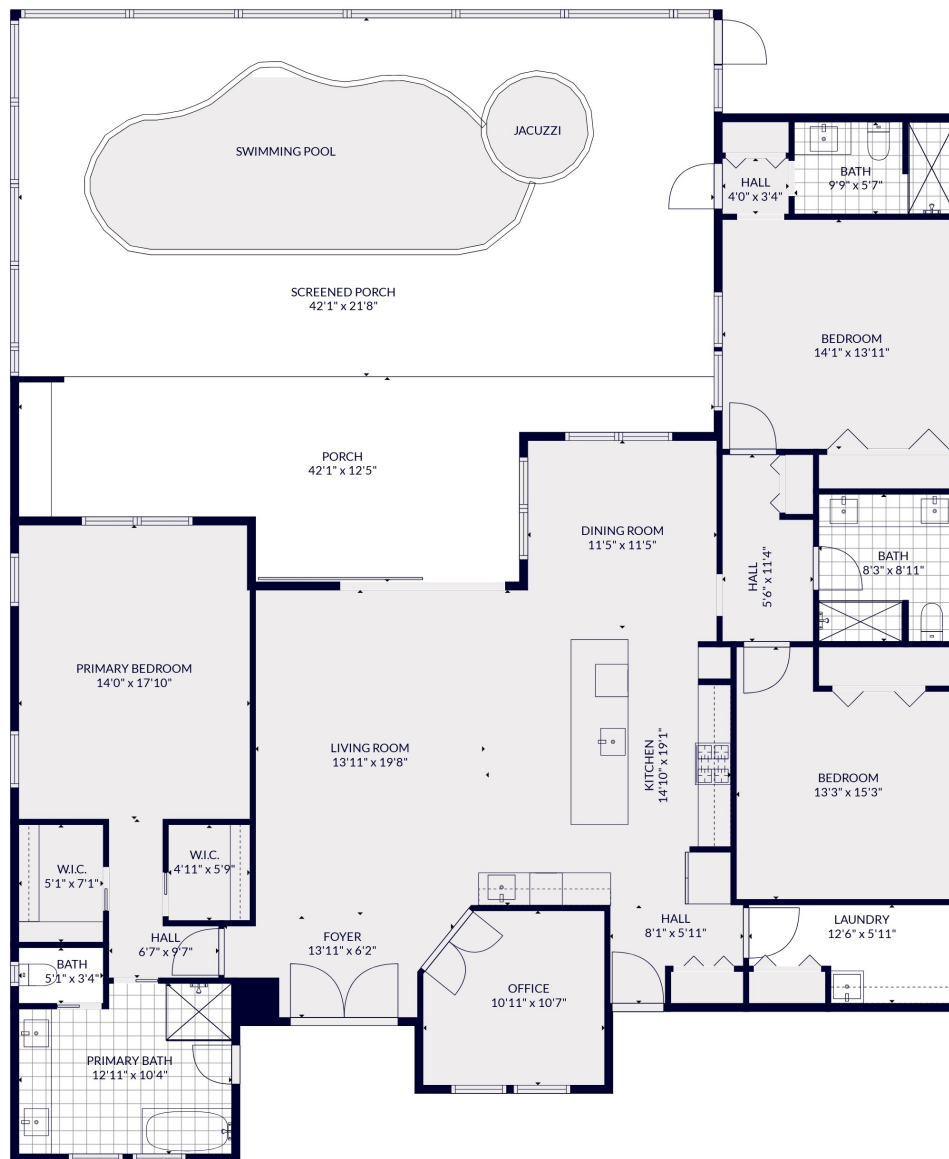 JACUZZI
SWIMMING POOL
BATH
9'9" x 5'7"
HALL
4'0" x 3'4"
SCREENED PORCH
42'1" x 21'8"
BEDROOM
14'1" x 13'11"
PORCH
42'1" x 12'5"
DINING ROOM
11'5" x 11'5"
BATH
8'3" x 8'11"
HALL
5'6" x 11'4"
PRIMARY BEDROOM
14'0" x 17'10"
LIVING ROOM
13'11" x 19'8"
KITCHEN
14'10" x 19'1"
BEDROOM
13'3" x 15'3"
W.I.C.
5'1" x 7'1"
W.I.C.
4'11" x 5'9"
HALL
6'7" x 9'7"
FOYER
13'11" x 6'2"
HALL
8'1" x 5'11"
LAUNDRY
12'6" x 5'11"
BATH
5'1" x 3'4"
OFFICE
10'11" x 10'7"
PRIMARY BATH
12'11" x 10'4"